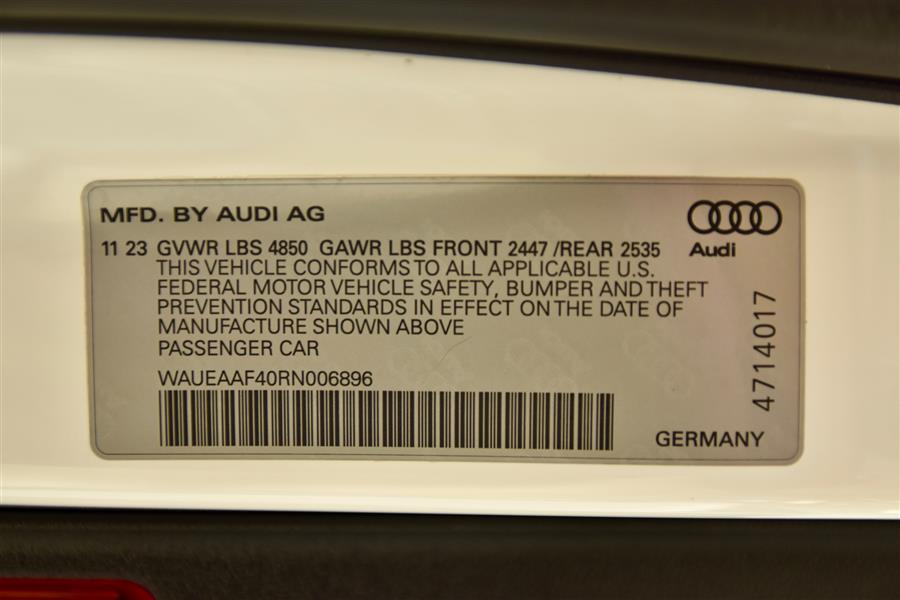 MFD. BY AUDI AG
Audi
11 23 GVWR LBS 4850 GAWR LBS FRONT 2447 /REAR 2535
THIS VEHICLE CONFORMS TO ALL APPLICABLE U.S.
FEDERAL MOTOR VEHICLE SAFETY, BUMPER AND THEFT
PREVENTION STANDARDS IN EFFECT ON THE DATE OF
MANUFACTURE SHOWN ABOVE
PASSENGER CAR
WAUEAAF40RN006896
4714017
GERMANY